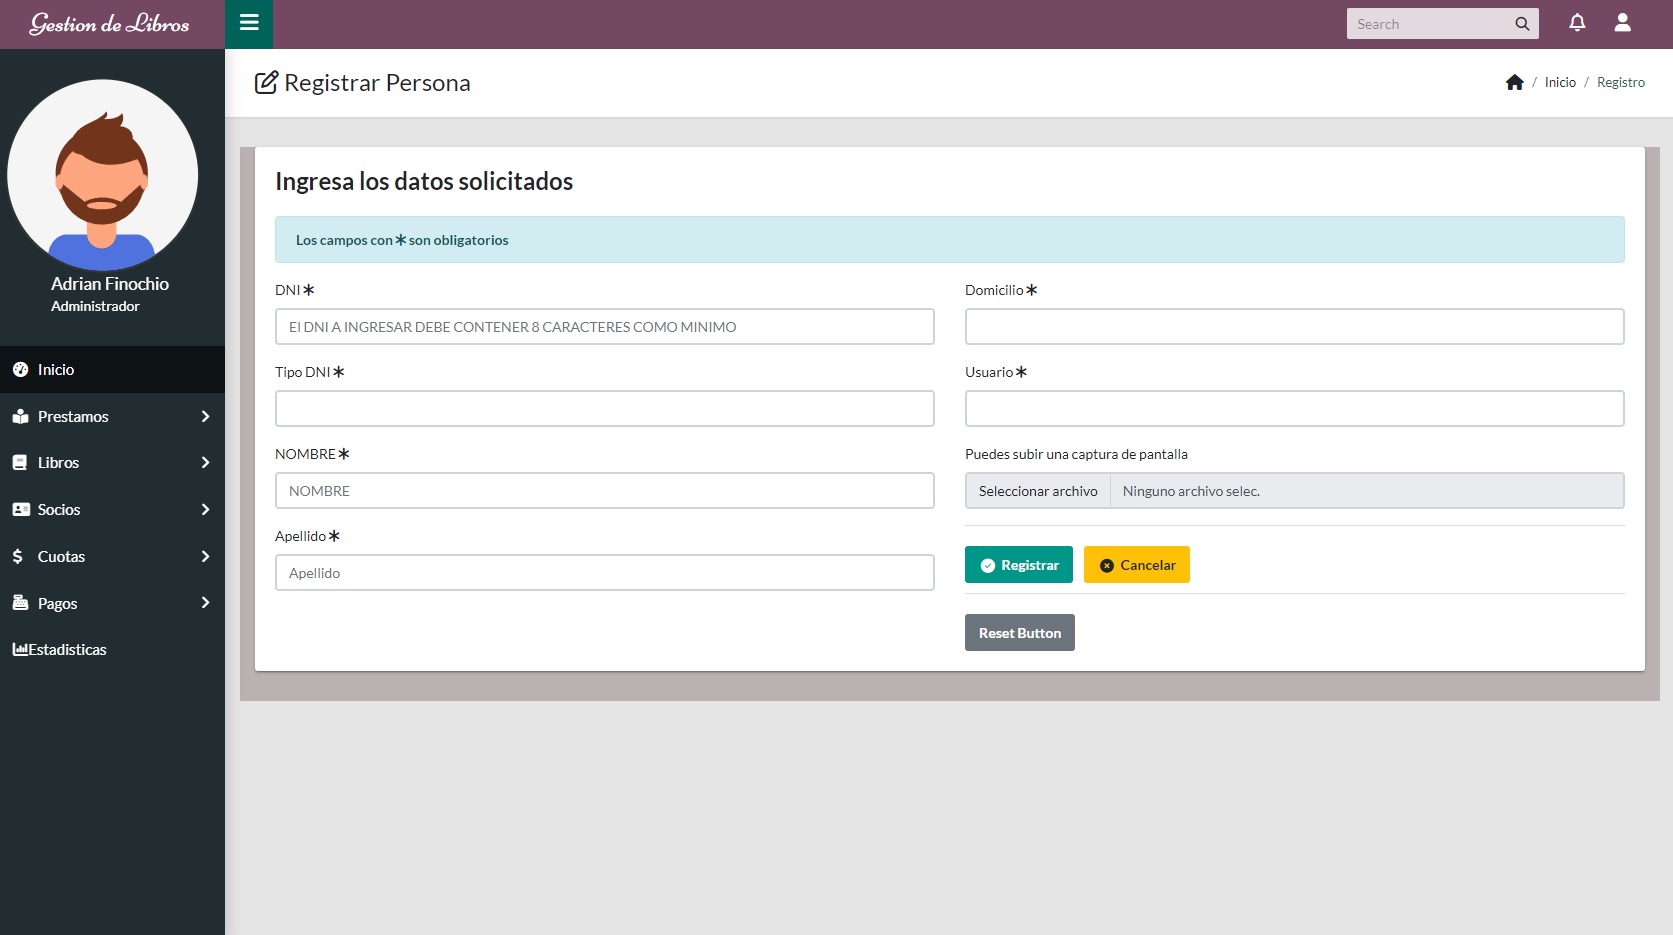 Gestion de Libros
Search
Registrar Persona
/ Inicio / Registro
Adrian Finochio
Administrador
Inicio
Prestamos
Libros
Socios
$ Cuotas
Pagos
Estadisticas
Ingresa los datos solicitados
Los campos con * son obligatorios
DNI *
El DNI A INGRESAR DEBE CONTENER 8 CARACTERES COMO MINIMO
Tipo DNI *
NOMBRE *
NOMBRE
Apellido *
Apellido
Domicilio *
Usuario *
Puedes subir una captura de pantalla
Seleccionar archivo Ninguno archivo selec.
Registrar Cancelar
Reset Button